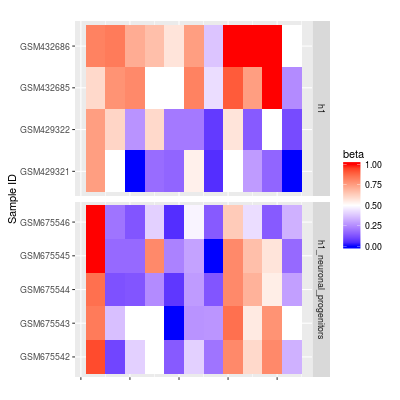 Sample ID
GSM432686
GSM432685
GSM429322
GSM429321
h1
GSM675546
GSM675545
GSM675544
GSM675543
GSM675542
h1_neuronal_progenitors
beta
1.00
0.75
0.50
0.25
0.00